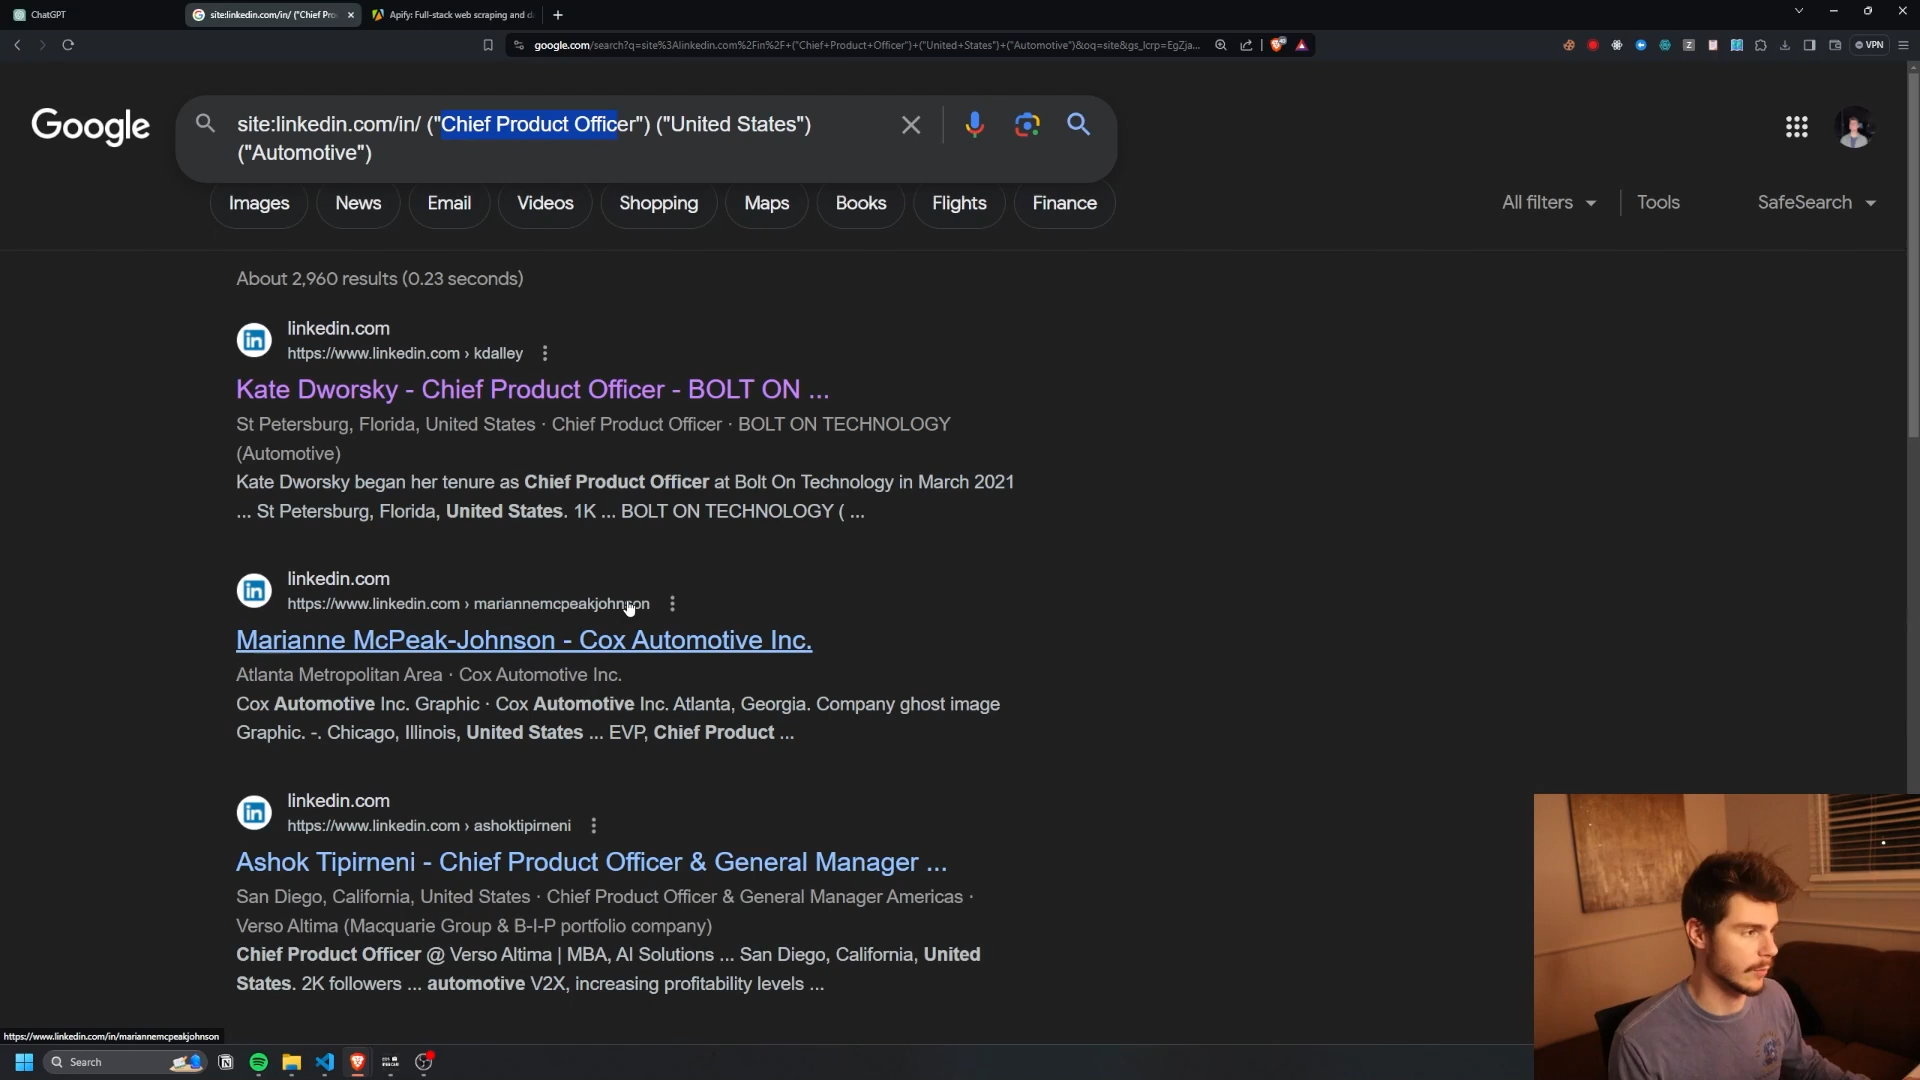 ChatGPT
site:linkedin.com/in/ ("Chief Pro
Apify: Full-stack web scraping and d
google.com/search?q=site%3Alinkedin.com%2Fin%2F+("Chief+Product+Officer")+("United+States")+("Automotive")&oq=site&gs_lcrp=EgZja...
VPN
Google
site:linkedin.com/in/ ("Chief Product Officer") ("United States")
("Automotive")
Images
News
Email
Videos
Shopping
Maps
Books
Flights
Finance
All filters
Tools
SafeSearch
About 2,960 results (0.23 seconds)
linkedin.com
https://www.linkedin.com › kdalley
Kate Dworsky - Chief Product Officer - BOLT ON ...
St Petersburg, Florida, United States · Chief Product Officer · BOLT ON TECHNOLOGY
(Automotive)
Kate Dworsky began her tenure as Chief Product Officer at Bolt On Technology in March 2021
... St Petersburg, Florida, United States. 1K ... BOLT ON TECHNOLOGY ( ...
linkedin.com
https://www.linkedin.com › mariannemcpeakjohnson
Marianne McPeak-Johnson - Cox Automotive Inc.
Atlanta Metropolitan Area · Cox Automotive Inc.
Cox Automotive Inc. Graphic · Cox Automotive Inc. Atlanta, Georgia. Company ghost image
Graphic. -. Chicago, Illinois, United States ... EVP, Chief Product ...
linkedin.com
https://www.linkedin.com › ashoktipirneni
Ashok Tipirneni - Chief Product Officer & General Manager ...
San Diego, California, United States · Chief Product Officer & General Manager Americas ·
Verso Altima (Macquarie Group & B-I-P portfolio company)
Chief Product Officer @ Verso Altima | MBA, AI Solutions ... San Diego, California, United
States. 2K followers ... automotive V2X, increasing profitability levels ...
https://www.linkedin.com/in/mariannemcpeakjohnson
Search